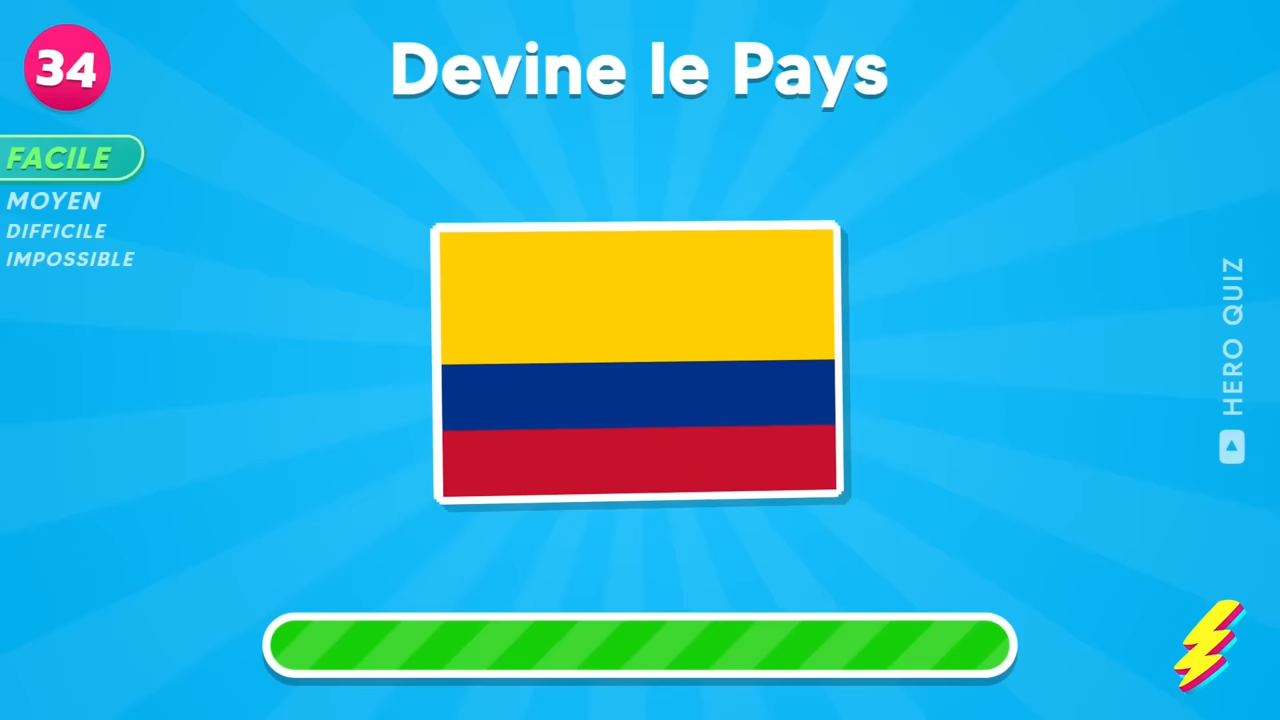 34
Devine le Pays
FACILE
MOYEN
DIFFICILE
IMPOSSIBLE
HERO QUIZ